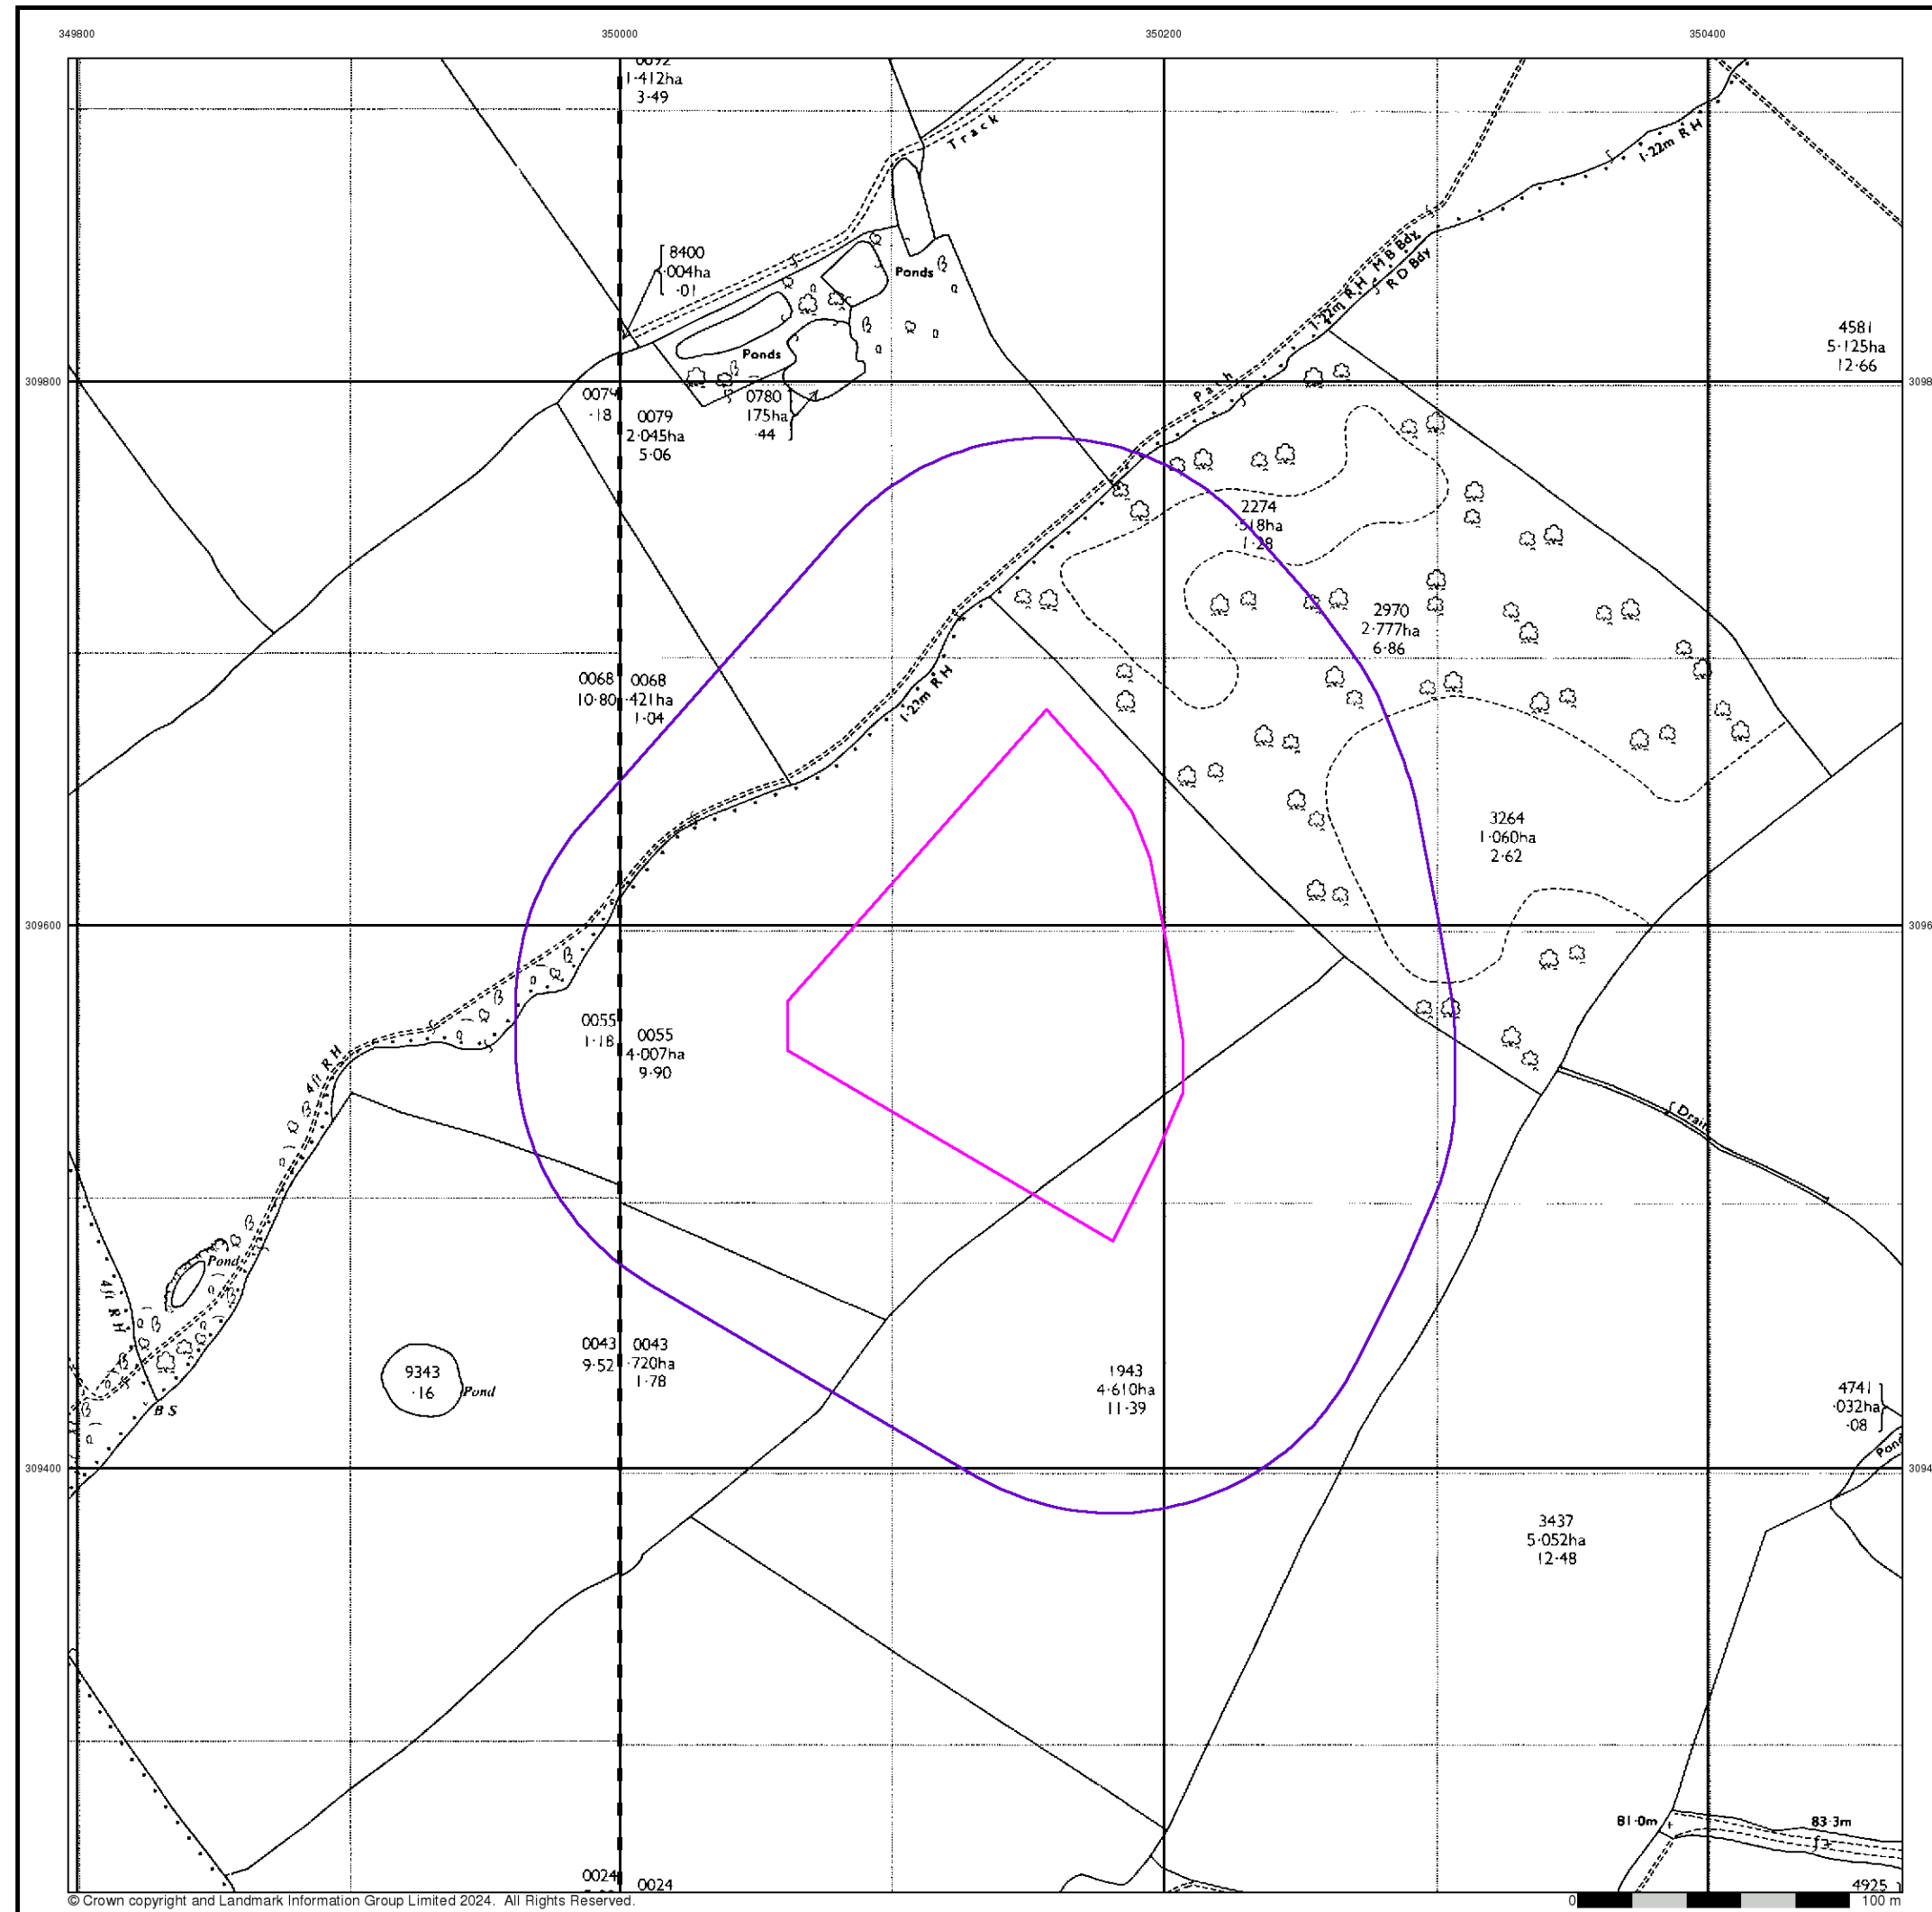 349800
350000
350200
350400
0092
1·412ha
3·49
Track
1·22m R H
8400
·004ha
·01
Ponds
1·22m R H
M B Bdy
R D Bdy
4581
5·125ha
12·66
Ponds
Path
309800
0079
·18
0079
2·045ha
5·06
0780
175ha
·44
2274
·518ha
1·28
2970
2·777ha
6·86
0068
10·80
0068
·421ha
1·04
1·22m R H
3264
1·060ha
2·62
309600
0055
1·18
0055
4·007ha
9·90
4ft R H
Drain
Pond
4ft R H
9343
·16
Pond
0043
9·52
0043
·720ha
1·78
1943
4·610ha
11·39
4741
·032ha
·08
B S
Pond
309400
3437
5·052ha
12·48
81·0m
83·3m
0024
0024
4925
© Crown copyright and Landmark Information Group Limited 2024. All Rights Reserved.
0
100 m